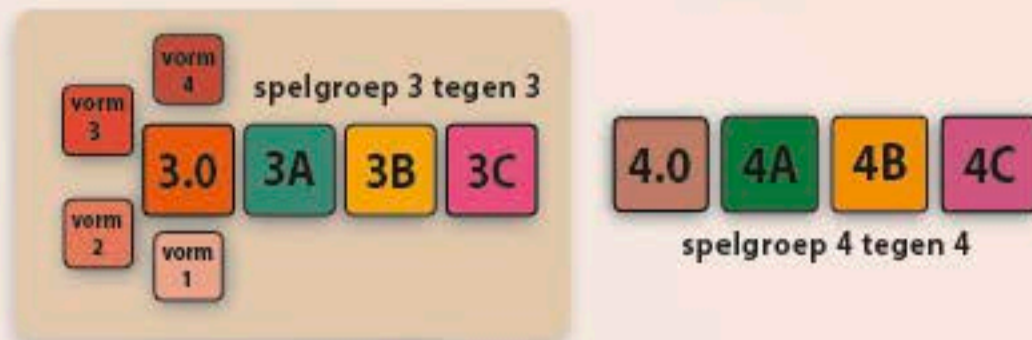 vorm
4
spelgroep 3 tegen 3
vorm
3
3.0 3A 3B 3C
vorm
2
vorm
1
4.0 4A 4B 4C
spelgroep 4 tegen 4